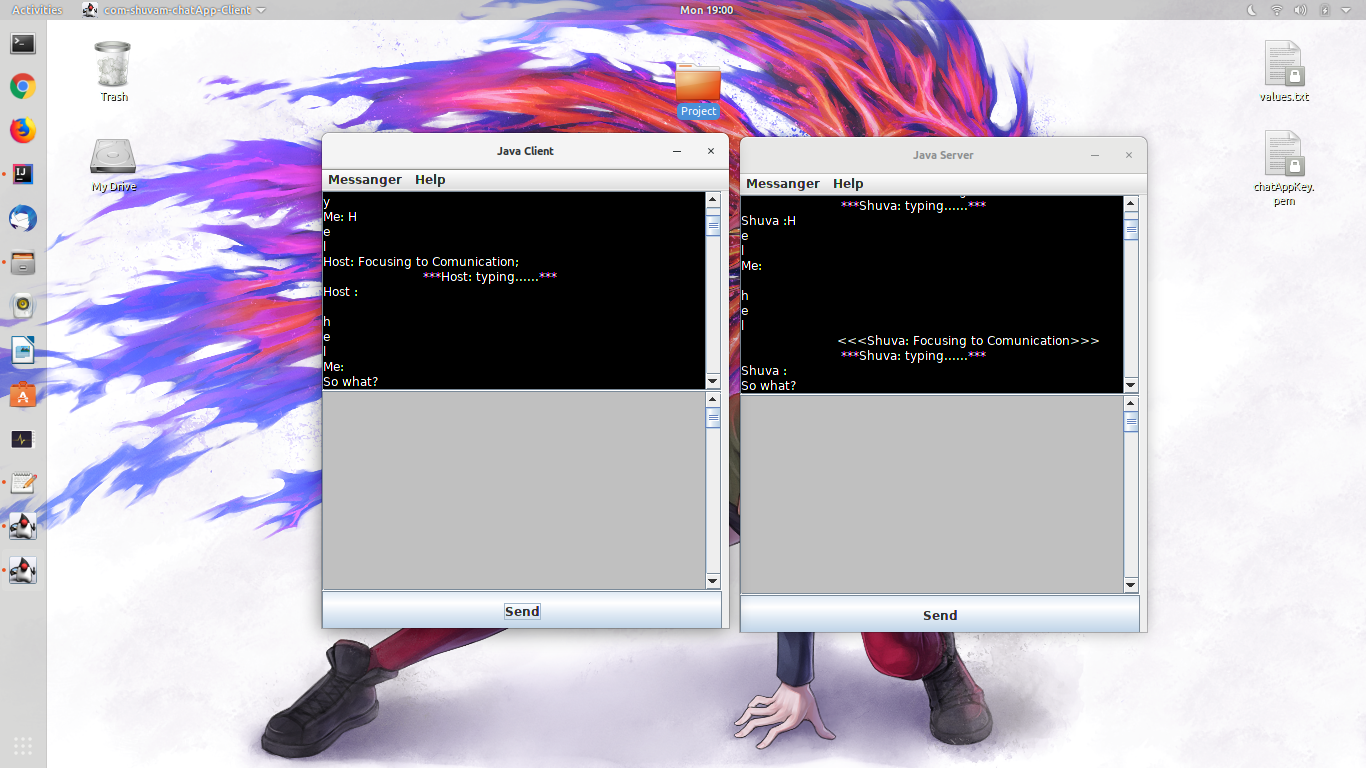 Activities
com-shuvam-chatApp-Client
Mon 19:00
Trash
My Drive
Project
values.txt
chatAppKey.
pem
Java Client
Messanger Help
y
Me: H
e
l
Host: Focusing to Comunication;
***Host: typing......***
Host :
h
e
l
Me:
So what?
Send
Java Server
Messanger Help
***Shuva: typing......***
Shuva :H
e
l
Me:
h
e
l
<<<Shuva: Focusing to Comunication>>>
***Shuva: typing......***
Shuva :
So what?
Send